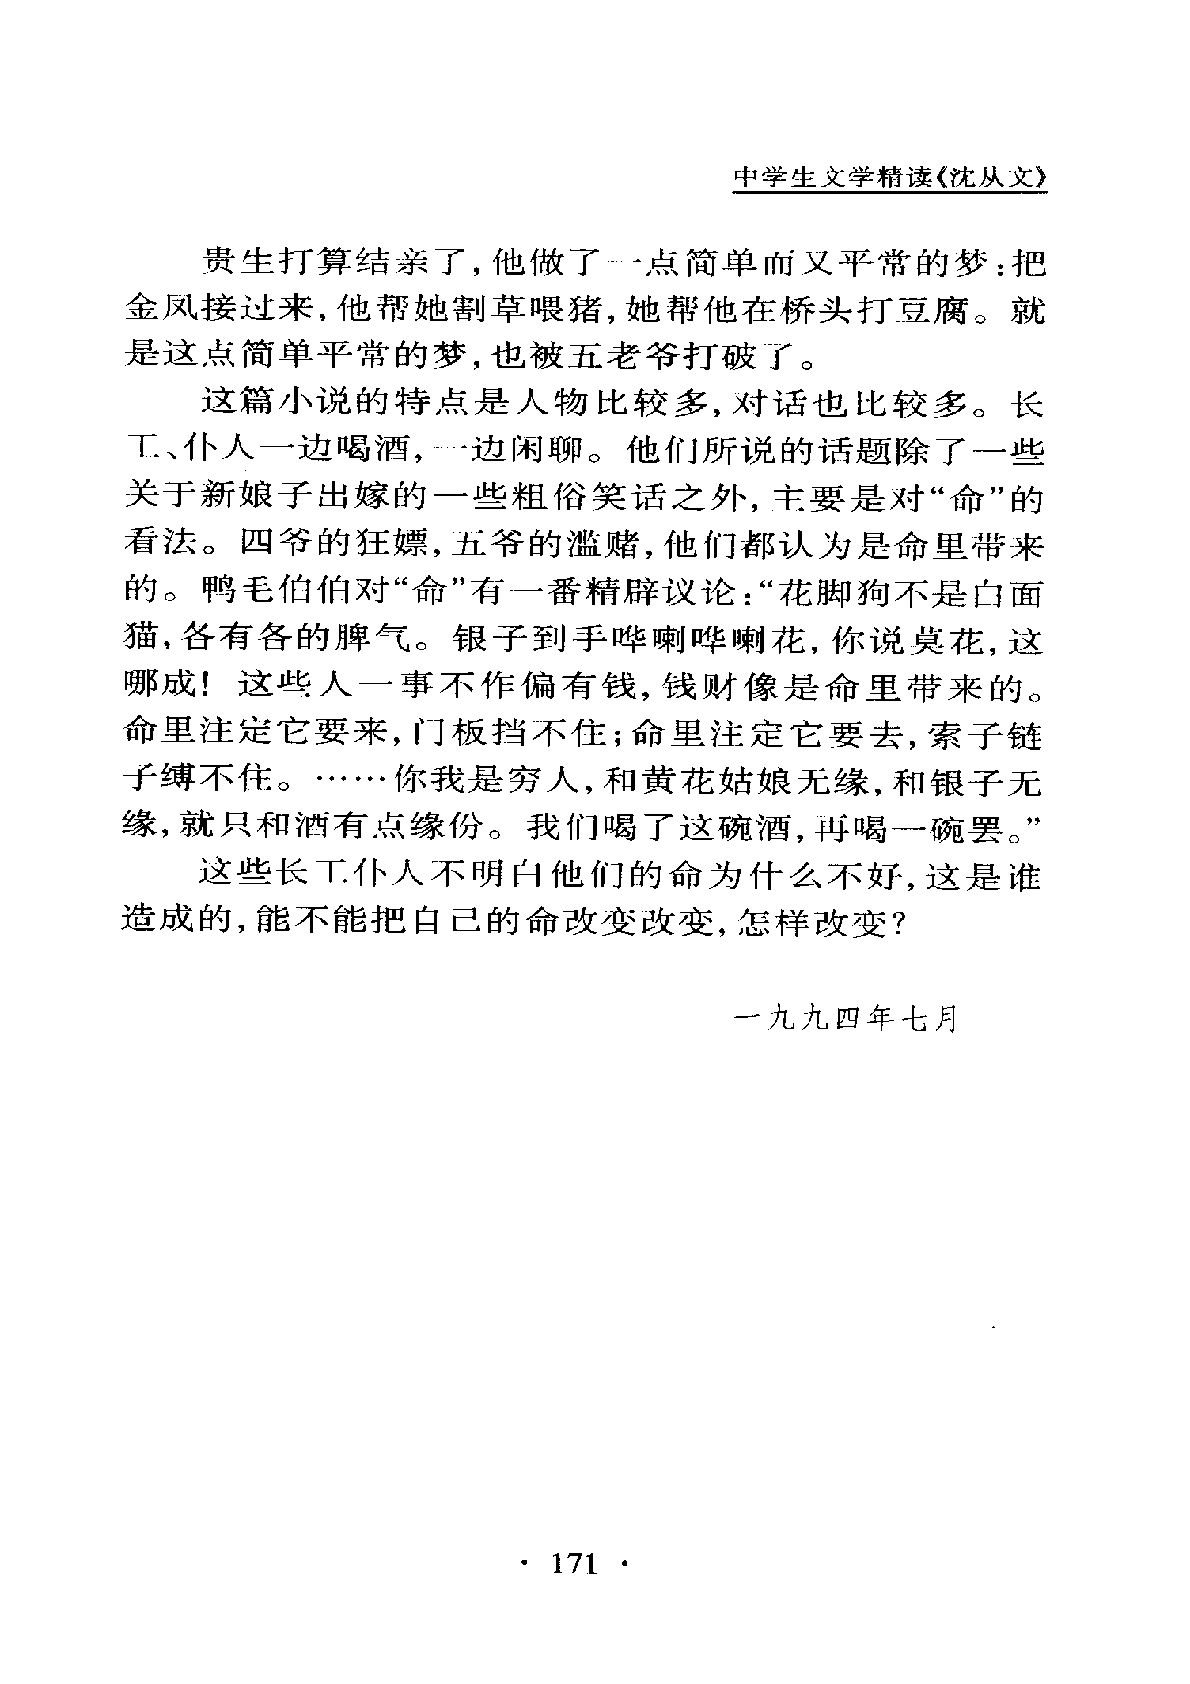 中学生文学精读《沈从文》
贵生打算结亲了,他做了一点简单而又平常的梦:把
金凤接过来,他帮她割草喂猪,她帮他在桥头打豆腐。就
是这点简单平常的梦,也被五老爷打破了。
这篇小说的特点是人物比较多,对话也比较多。长
工、仆人一边喝酒,一边闲聊。他们所说的话题除了一些
关于新娘子出嫁的一些粗俗笑话之外,主要是对“命”的
看法。四爷的狂嫖,五爷的滥赌,他们都认为是命里带来
的。鸭毛伯伯对“命”有一番精辟议论:“花脚狗不是白面
猫,各有各的脾气。银子到手哗喇哗喇花,你说莫花,这
哪成!这些人一事不作偏有钱,钱财像是命里带来的。
命里注定它要来,门板挡不住;命里注定它要去,索子链
子缚不住。……你我是穷人,和黄花姑娘无缘,和银子无
缘,就只和酒有点缘份。我们喝了这碗酒,再喝一碗罢。”
这些长工仆人不明白他们的命为什么不好,这是谁
造成的,能不能把自己的命改变改变,怎样改变?
一九九四年七月
· 171 ·